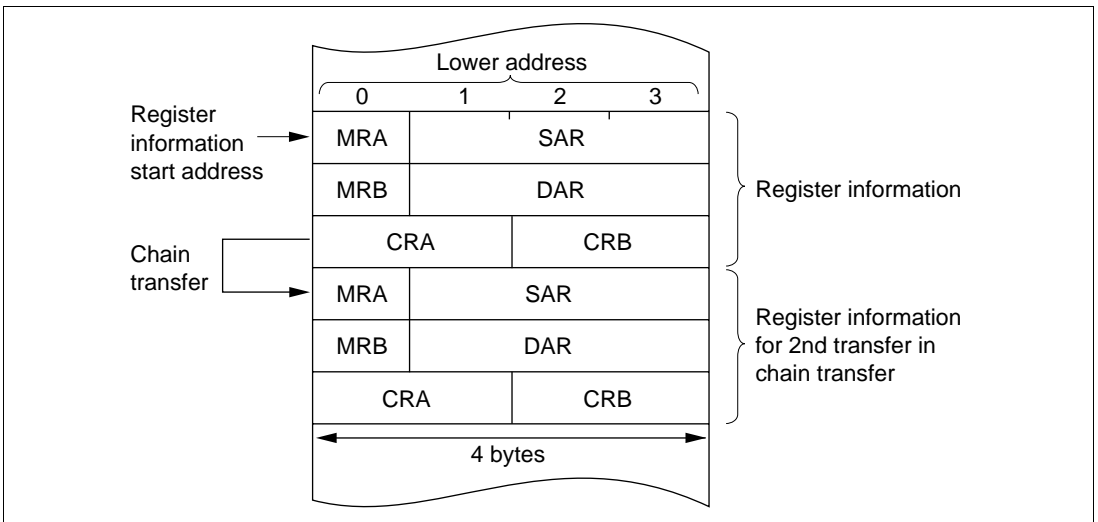 Lower address
0 1 2 3
Register
information
start address
MRA SAR
MRB DAR
Register information
CRA CRB
Chain
transfer
MRA SAR
MRB DAR
Register information
for 2nd transfer in
chain transfer
CRA CRB
4 bytes